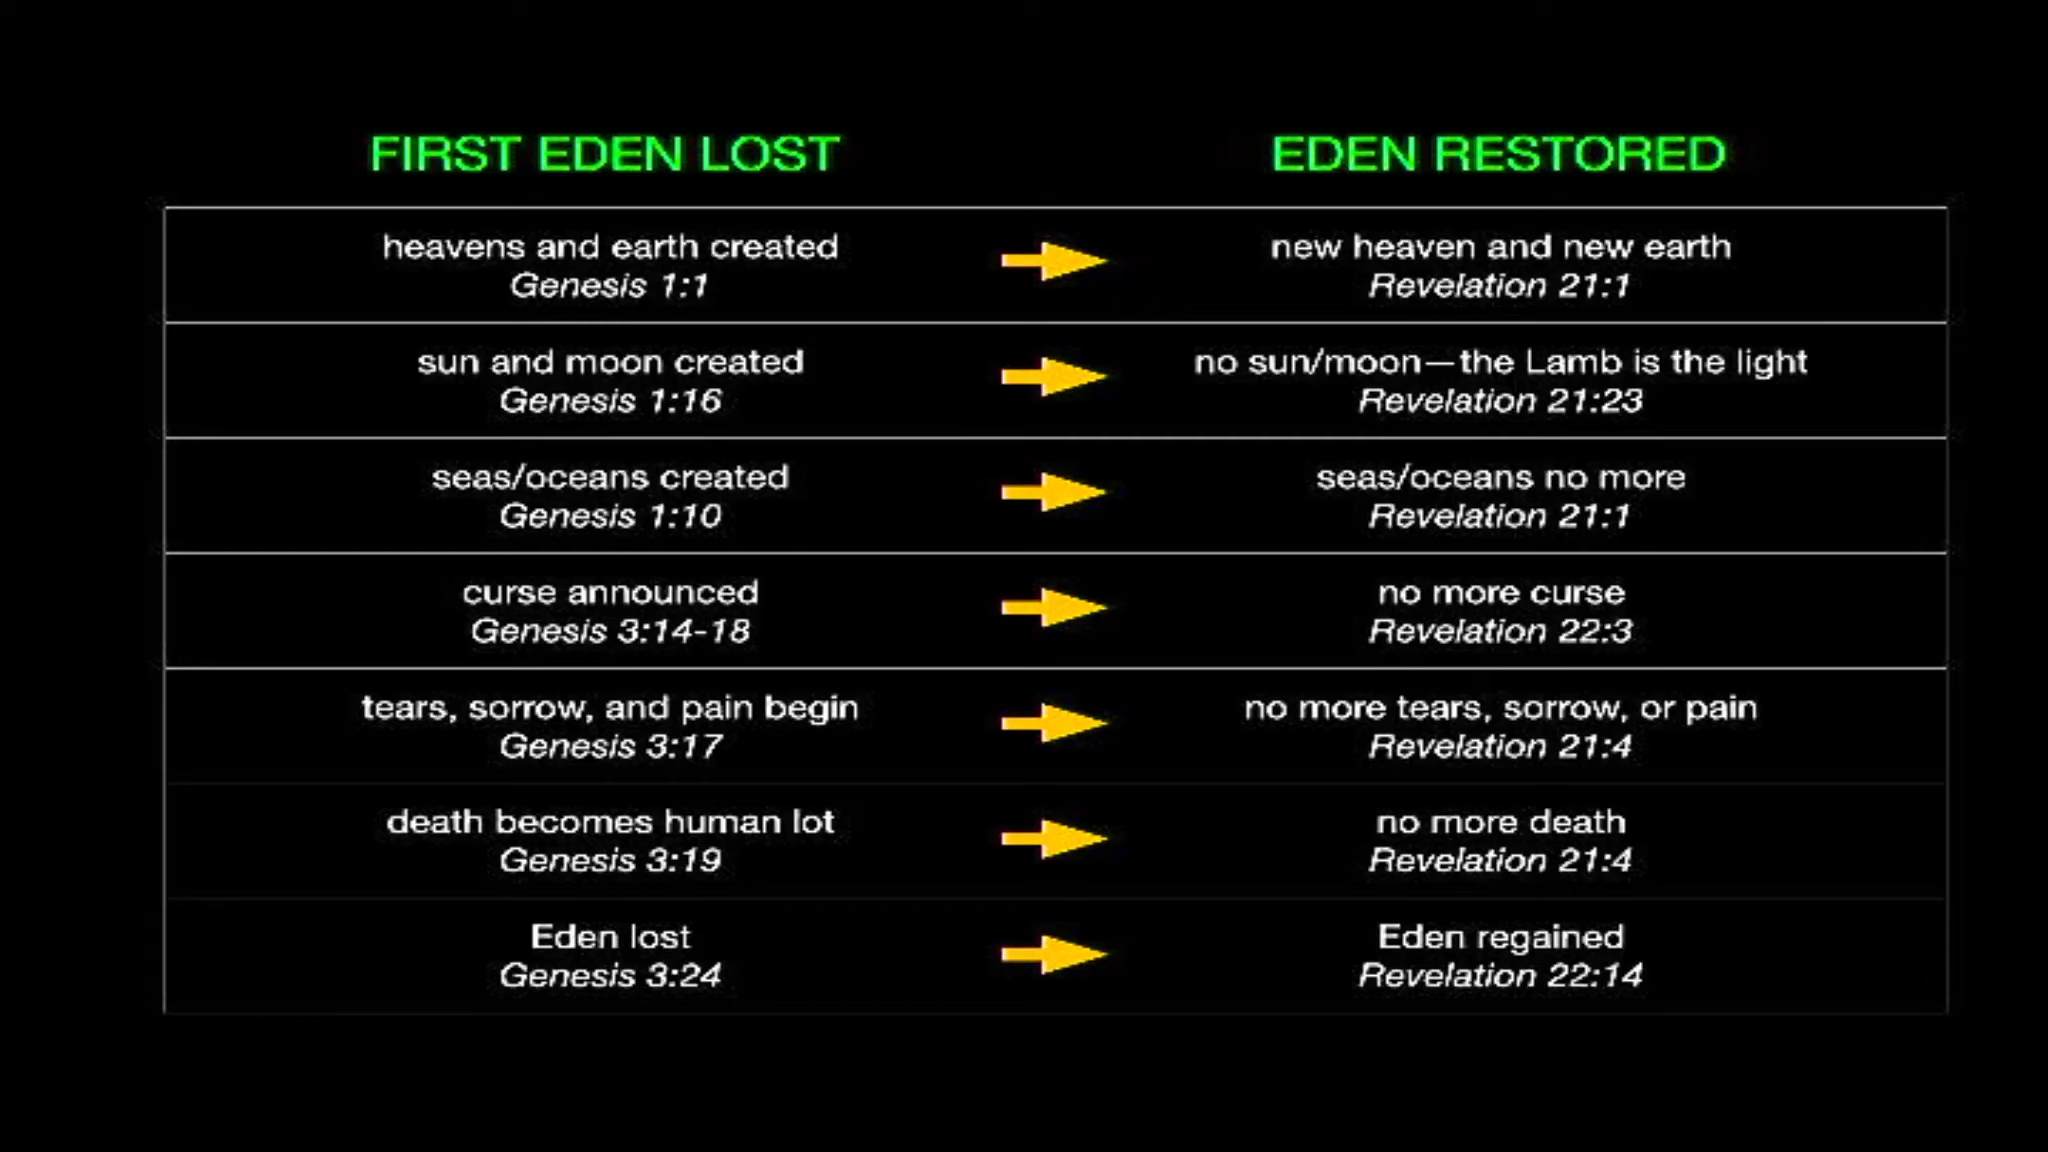 FIRST EDEN LOST
EDEN RESTORED
heavens and earth created
Genesis 1:1
new heaven and new earth
Revelation 21:1
sun and moon created
Genesis 1:16
no sun/moon—the Lamb is the light
Revelation 21:23
seas/oceans created
Genesis 1:10
seas/oceans no more
Revelation 21:1
curse announced
Genesis 3:14-18
no more curse
Revelation 22:3
tears, sorrow, and pain begin
Genesis 3:17
no more tears, sorrow, or pain
Revelation 21:4
death becomes human lot
Genesis 3:19
no more death
Revelation 21:4
Eden lost
Genesis 3:24
Eden regained
Revelation 22:14